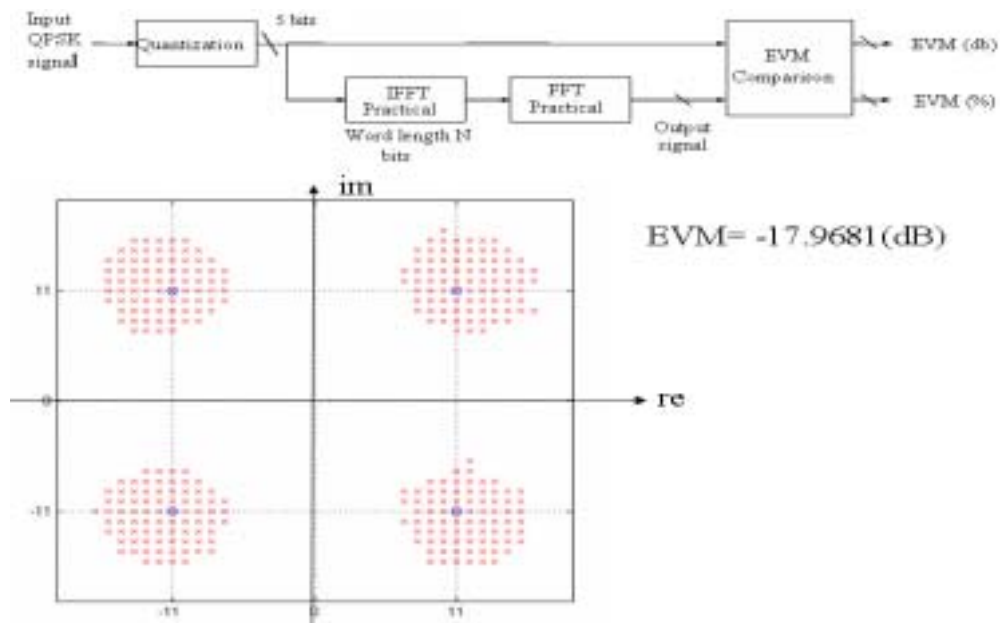 Input
QPSK
signal
Quantization
5 bits
IFFT
Practical
Word length N
bits
FFT
Practical
Output
signal
EVM
Comparison
EVM (db)
EVM (%)
im
EVM= -17.9681(dB)
11
0
re
-11
-11
0
11